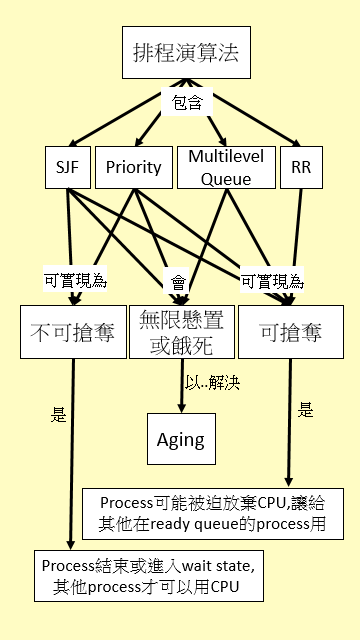 排程演算法
包含
SJF
Priority
Multilevel
Queue
RR
可實現為
會
可實現為
不可搶奪
無限懸置
或餓死
可搶奪
以..解決
是
是
Aging
Process可能被迫放棄CPU,讓給
其他在ready queue的process用
Process結束或進入wait state,
其他process才可以用CPU